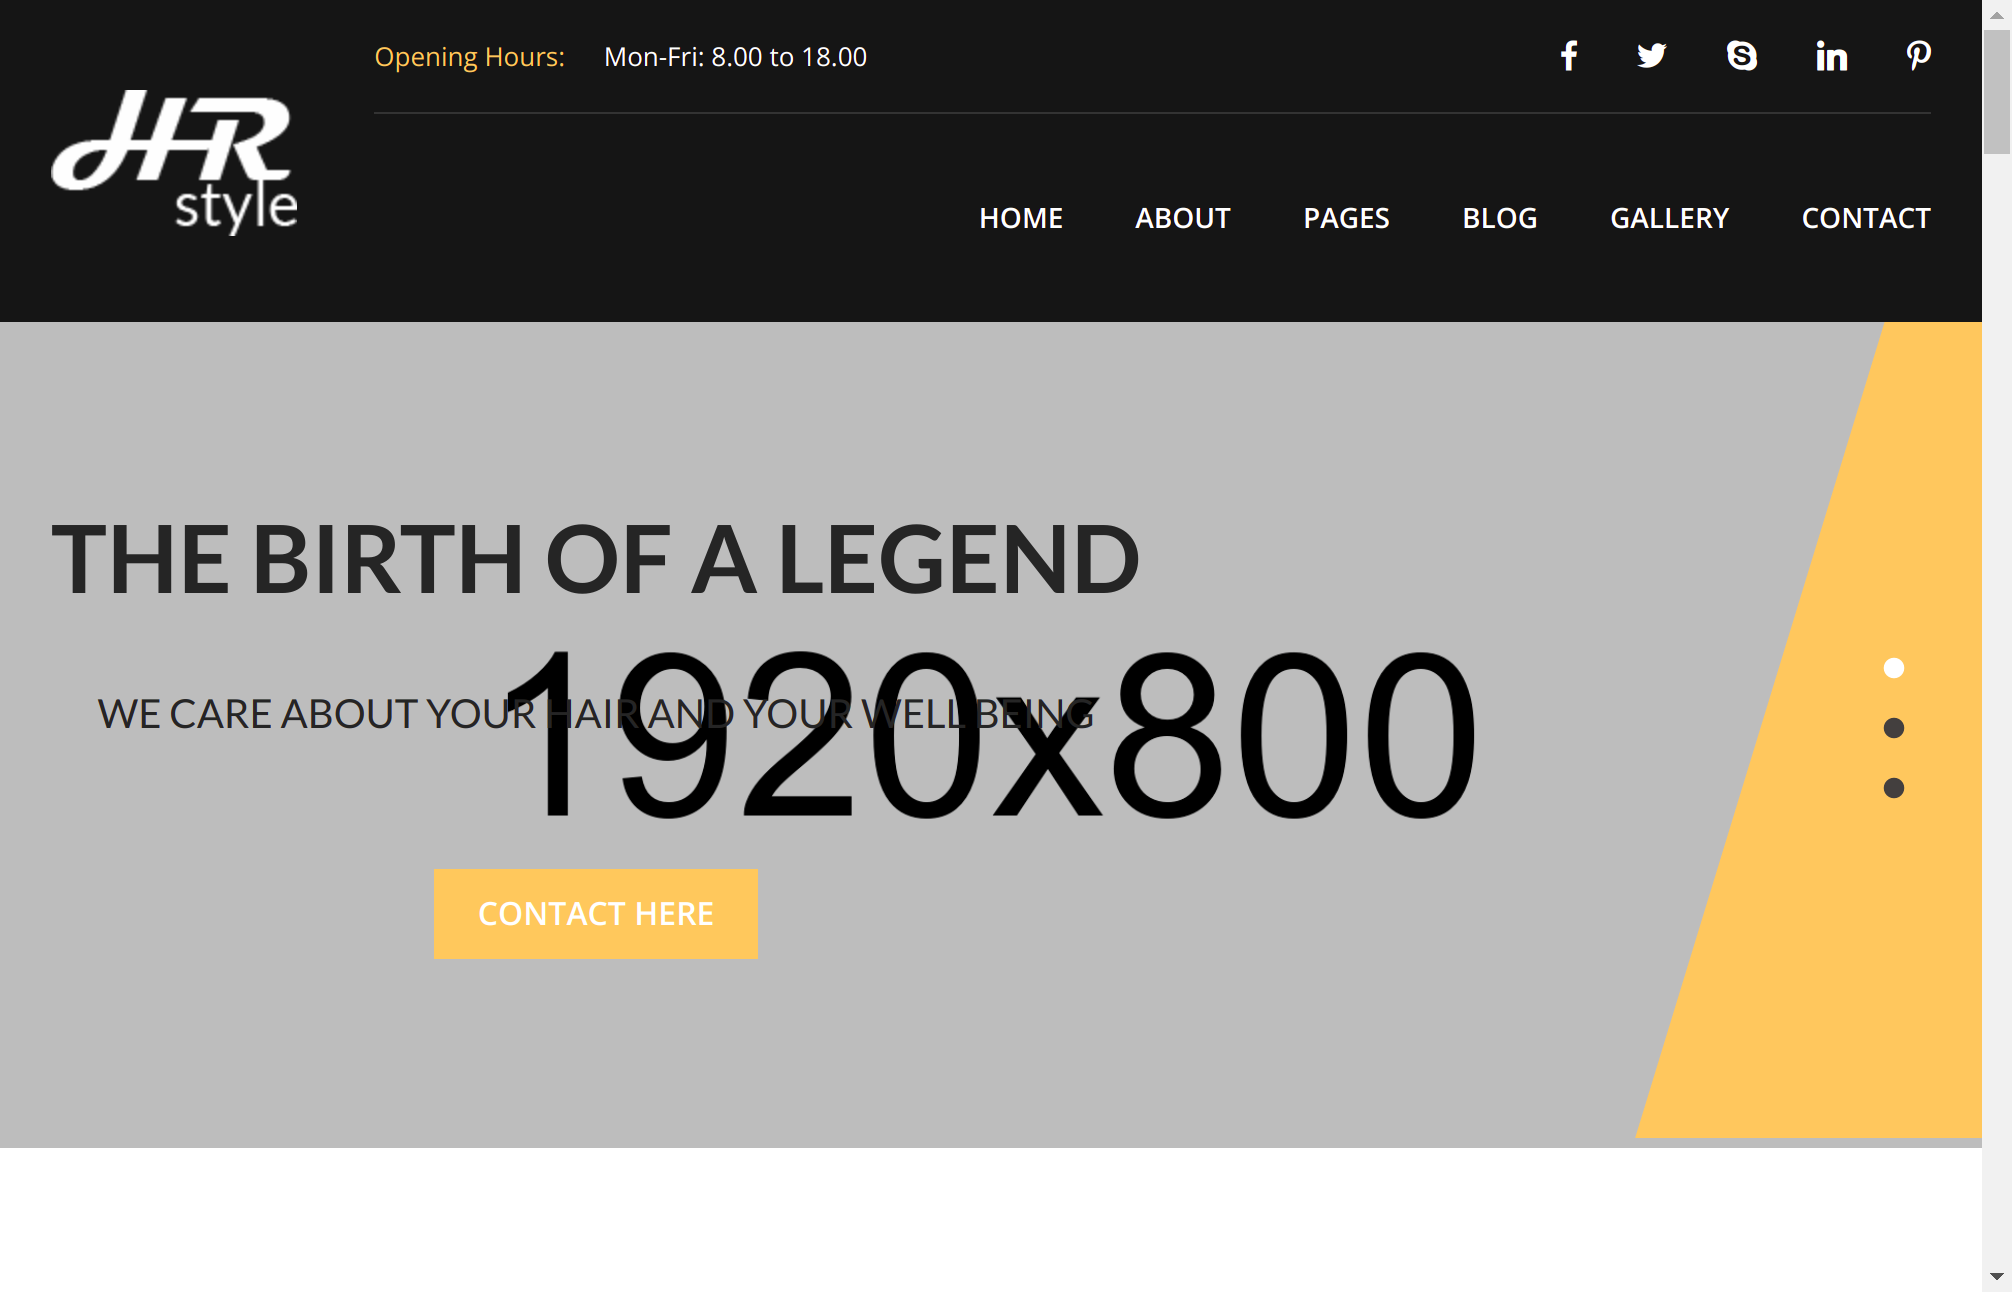 Opening Hours: Mon-Fri: 8.00 to 18.00
HR
style
HOME ABOUT PAGES BLOG GALLERY CONTACT
THE BIRTH OF A LEGEND
1920x800
WE CARE ABOUT YOUR HAIR AND YOUR WELL BEING
CONTACT HERE